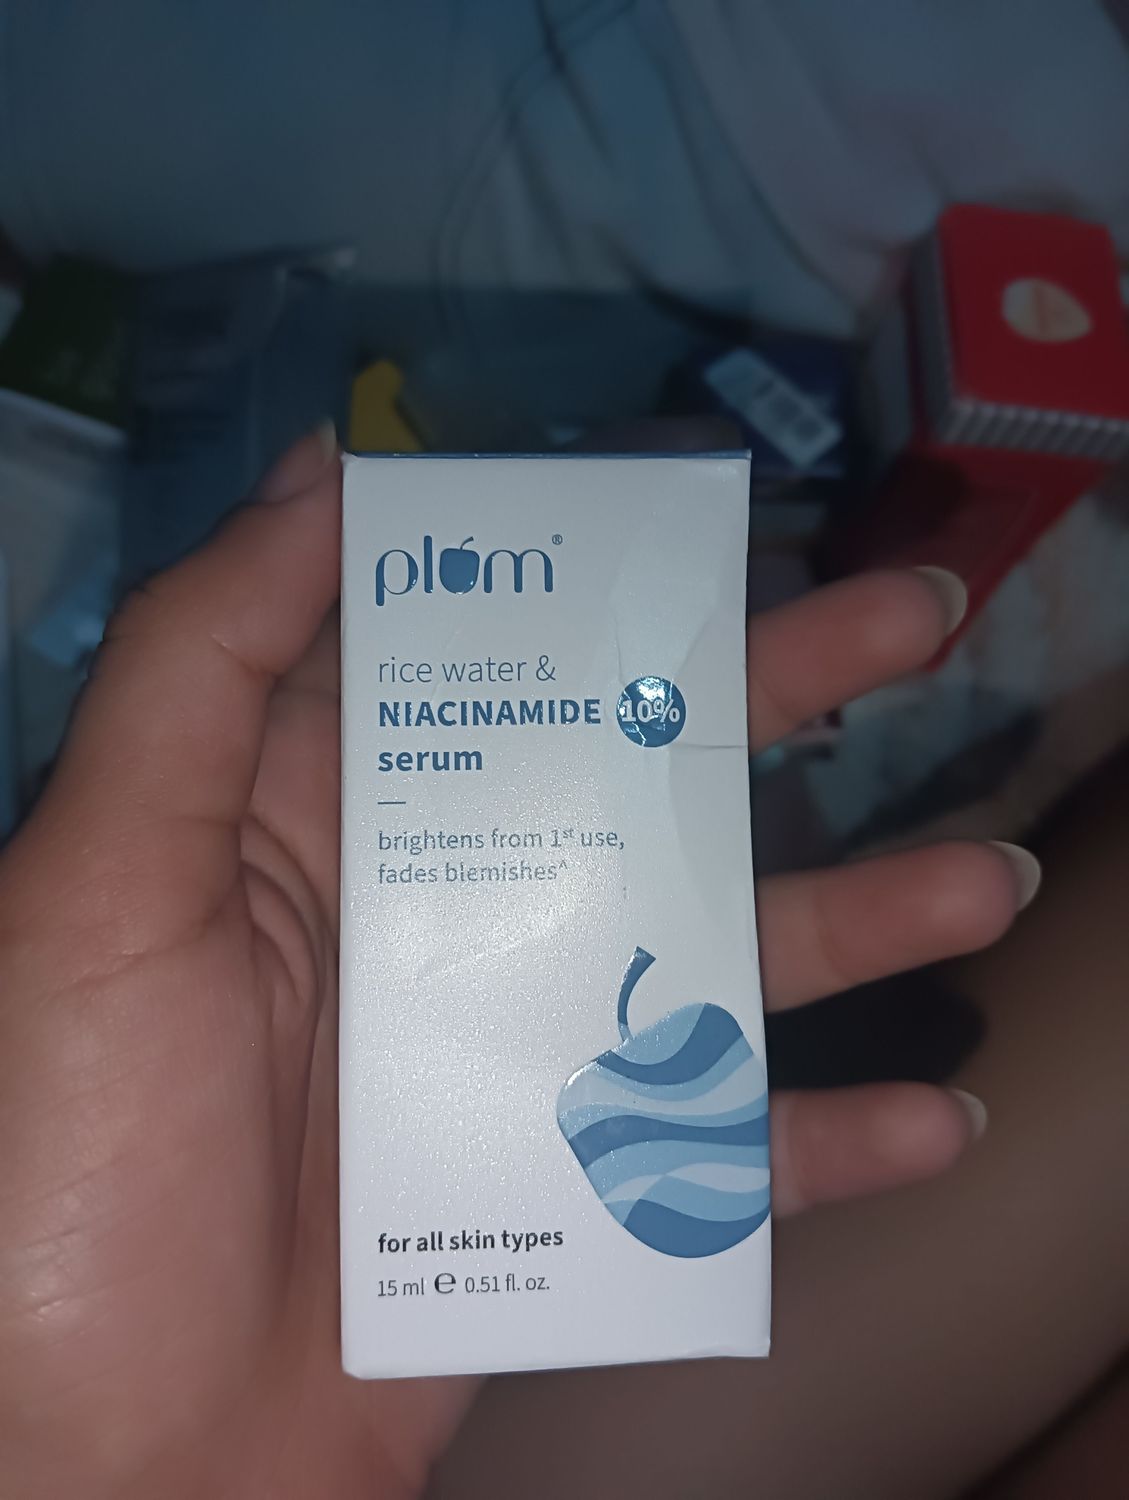 plum®
rice water &
NIACINAMIDE 10%
serum
brightens from 1st use,
fades blemishes^
for all skin types
15 ml ℮ 0.51 fl. oz.